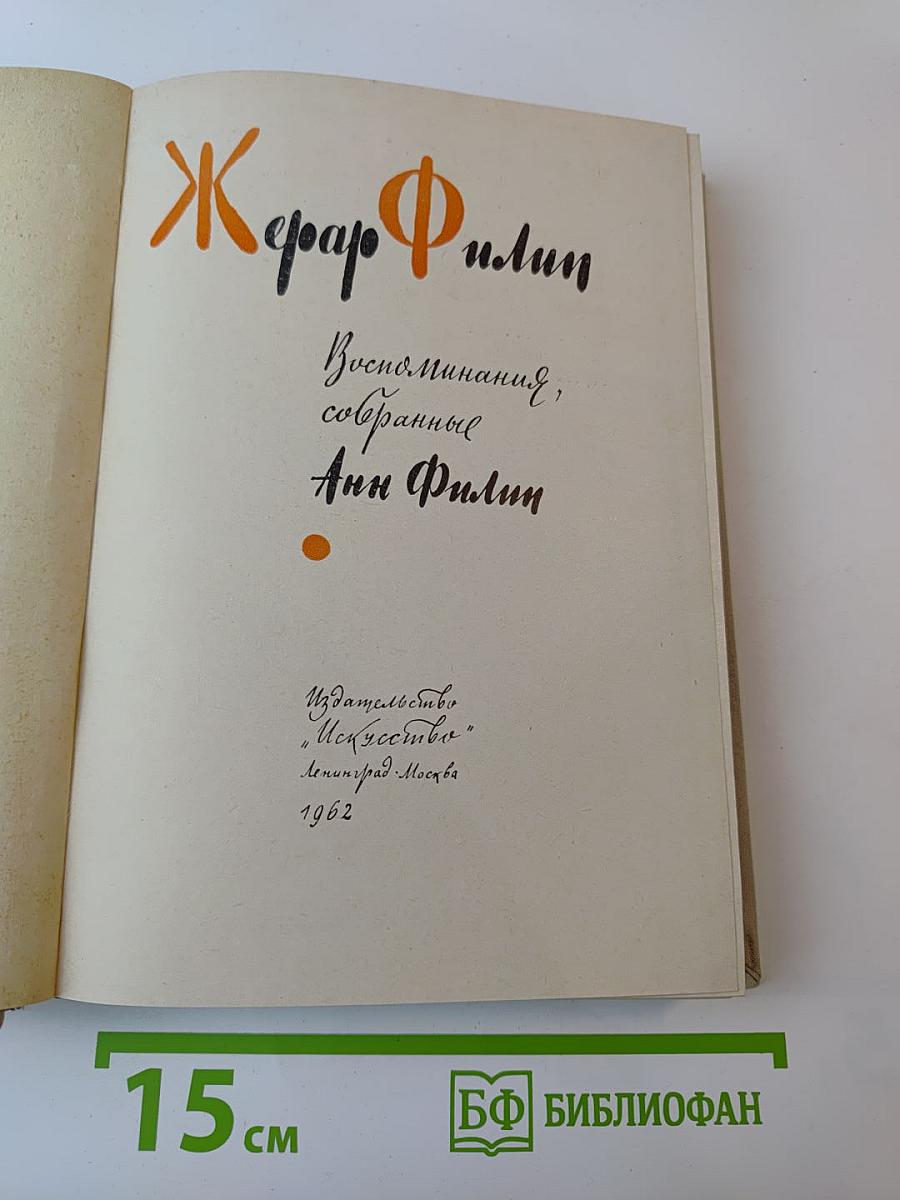 Жерар Филип
Воспоминания,
собранные
Анн Филип
Издательство
„Искусство"
Ленинград·Москва
1962
15 см
БФ БИБЛИОФАН